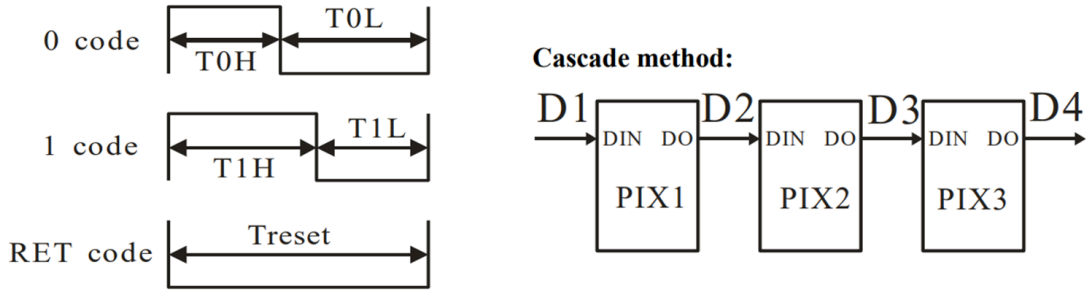 0 code
T0H
T0L
1 code
T1H
T1L
RET code
Treset
Cascade method:
D1
D2
D3
D4
DIN DO
PIX1
DIN DO
PIX2
DIN DO
PIX3